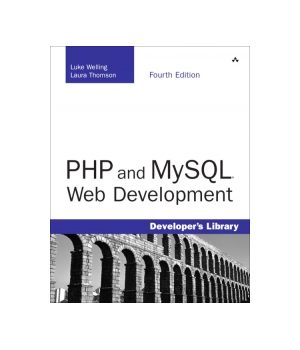 Luke Welling
Laura Thomson
Fourth Edition
PHP and MySQL®
Web Development
Developer's Library